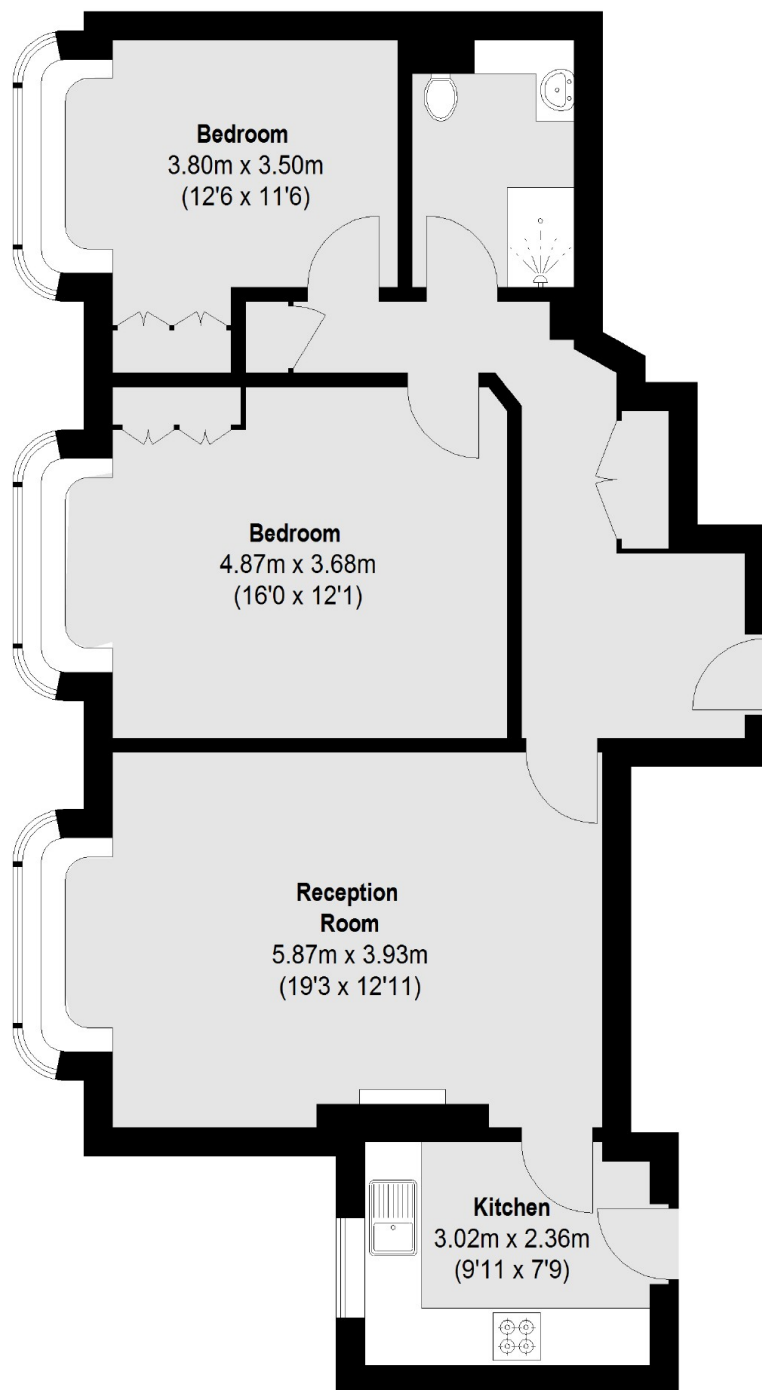 Bedroom
3.80m x 3.50m
(12'6 x 11'6)
Bedroom
4.87m x 3.68m
(16'0 x 12'1)
Reception
Room
5.87m x 3.93m
(19'3 x 12'11)
Kitchen
3.02m x 2.36m
(9'11 x 7'9)